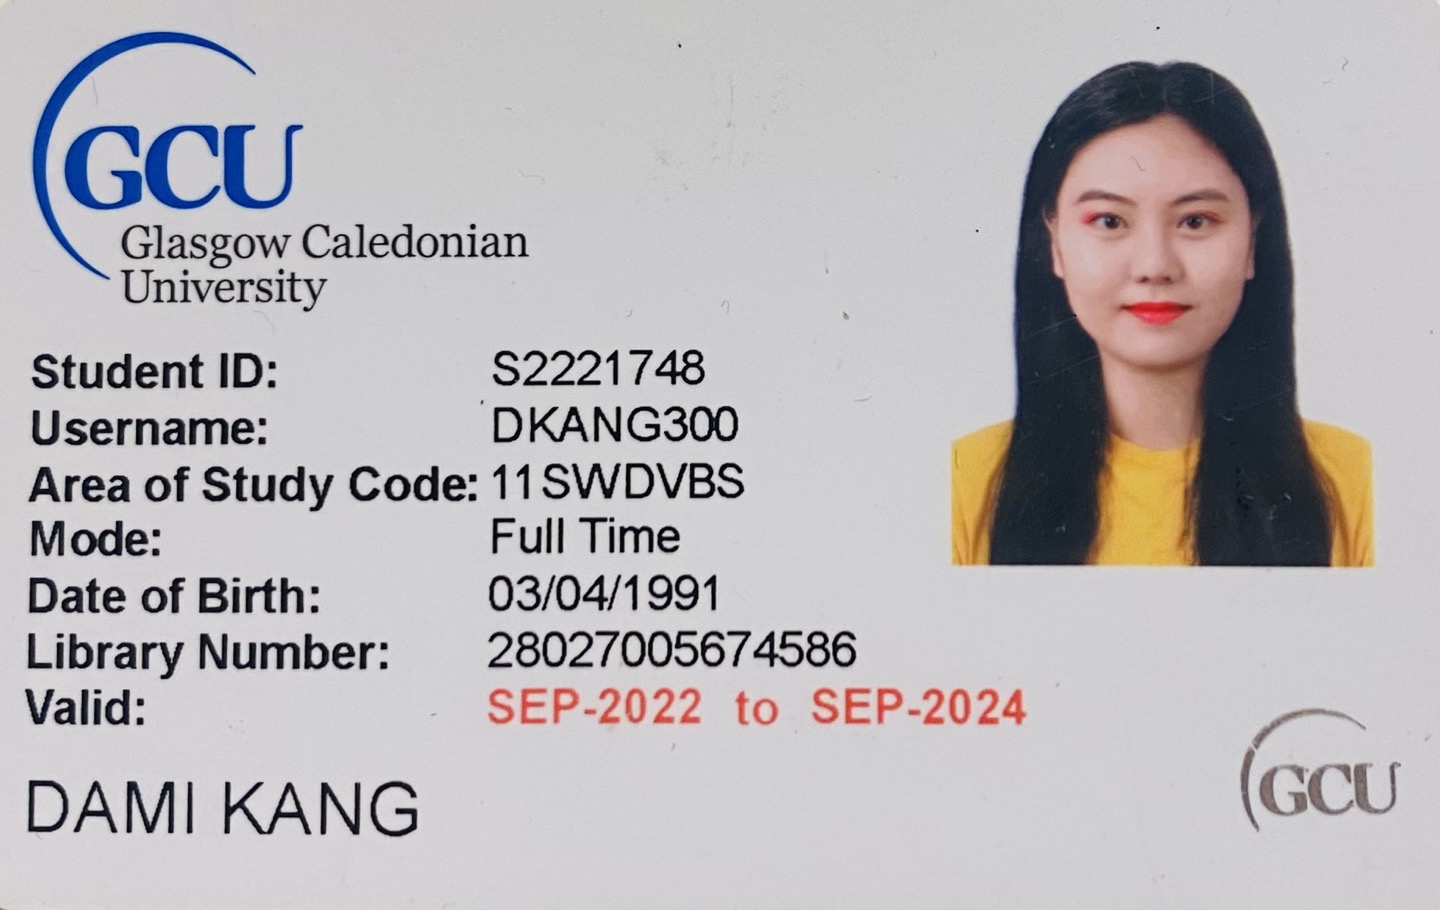 GCU
Glasgow Caledonian
University
Student ID: S2221748
Username: DKANG300
Area of Study Code: 11SWDVBS
Mode: Full Time
Date of Birth: 03/04/1991
Library Number: 28027005674586
Valid: SEP-2022 to SEP-2024
DAMI KANG
GCU